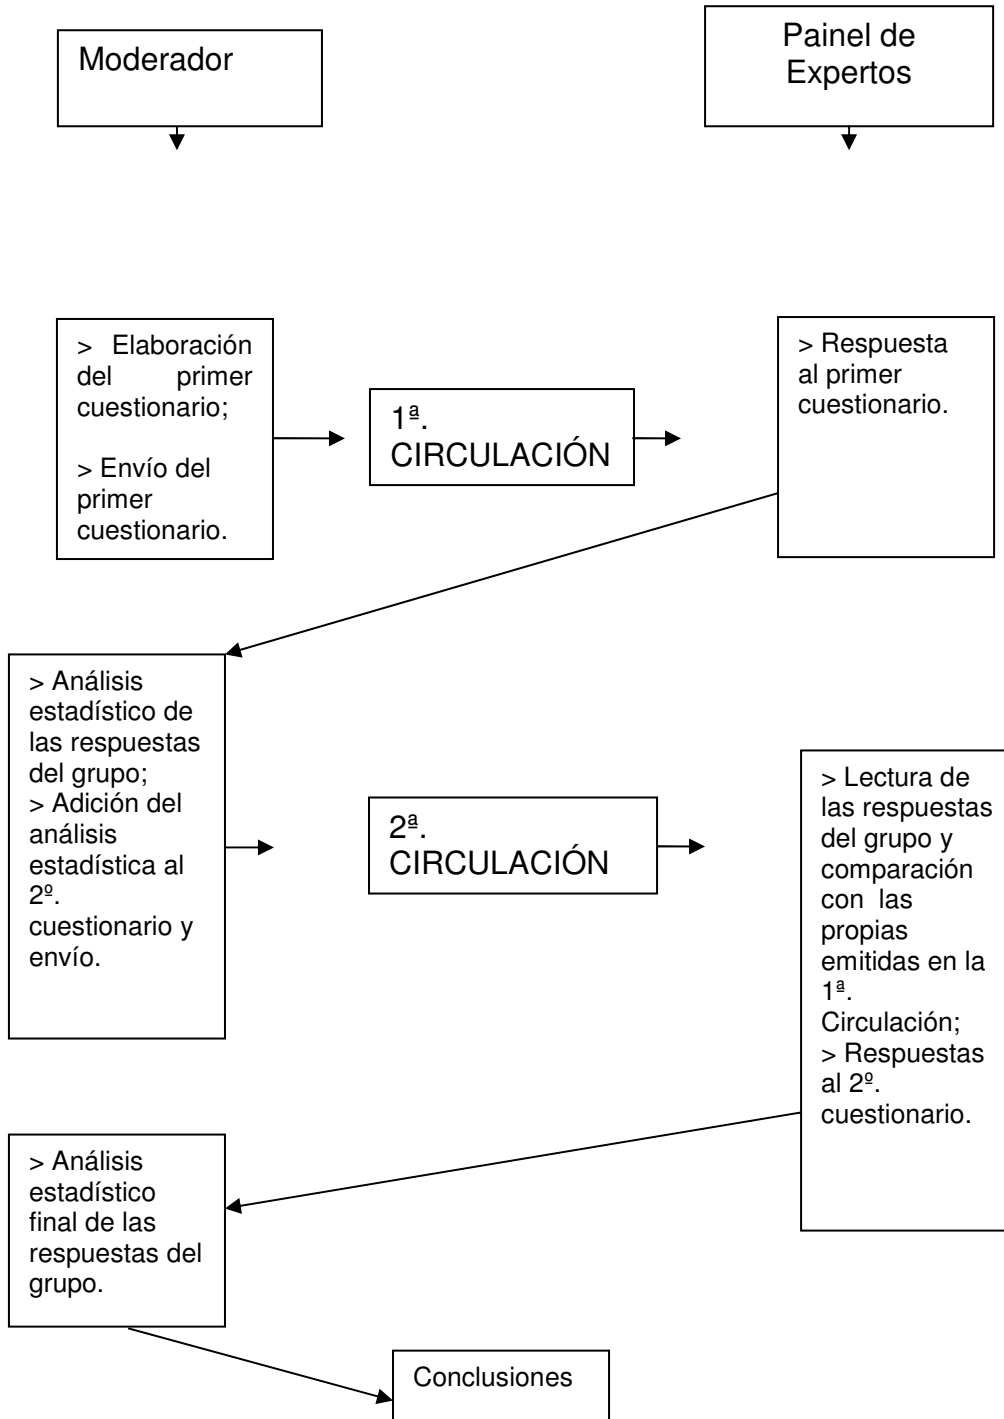 Moderador
Painel de
Expertos
> Elaboración
del primer
cuestionario;
> Envío del
primer
cuestionario.
1ª.
CIRCULACIÓN
> Respuesta
al primer
cuestionario.
> Análisis
estadístico de
las respuestas
del grupo;
> Adición del
análisis
estadística al
2º.
cuestionario y
envío.
2ª.
CIRCULACIÓN
> Lectura de
las respuestas
del grupo y
comparación
con las
propias
emitidas en la
1ª.
Circulación;
> Respuestas
al 2º.
cuestionario.
> Análisis
estadístico
final de las
respuestas del
grupo.
Conclusiones